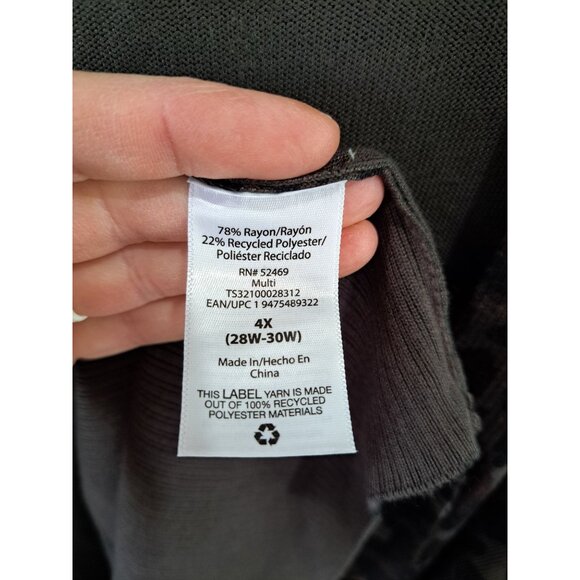 78% Rayon/Rayón
22% Recycled Polyester/
Poliéster Reciclado
RN# 52469
Multi
TS32100028312
EAN/UPC 1 9475489322
4X
(28W-30W)
Made In/Hecho En
China
THIS LABEL YARN IS MADE
OUT OF 100% RECYCLED
POLYESTER MATERIALS